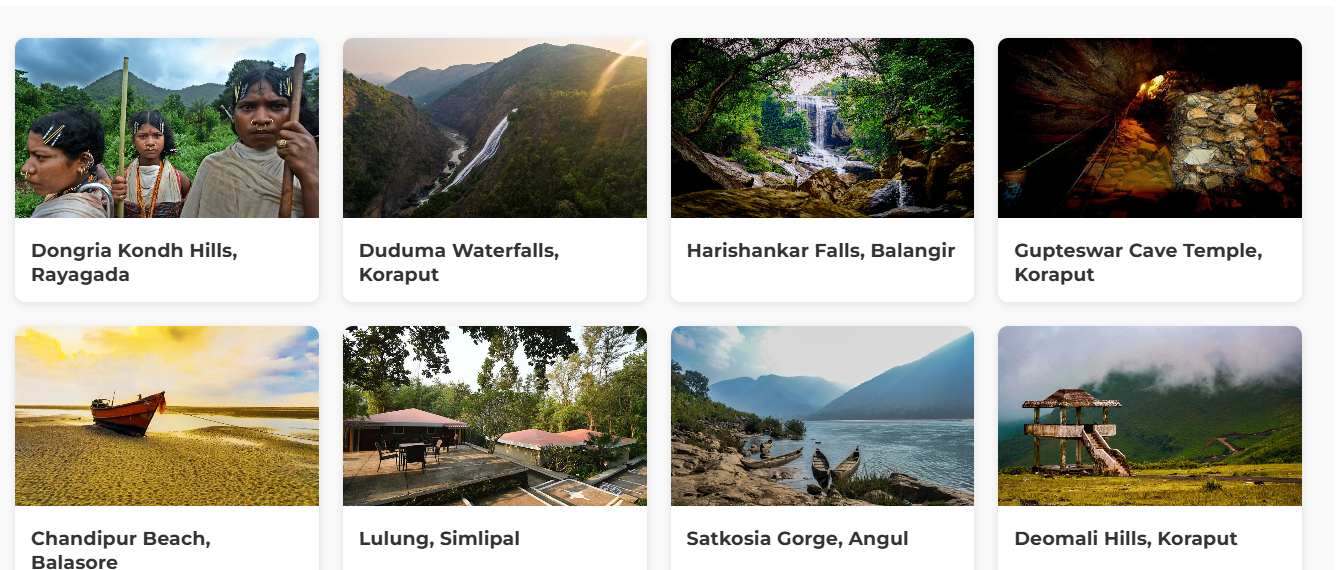 Dongria Kondh Hills,
Rayagada
Duduma Waterfalls,
Koraput
Harishankar Falls, Balangir
Gupteswar Cave Temple,
Koraput
Chandipur Beach,
Balasore
Lulung, Simlipal
Satkosia Gorge, Angul
Deomali Hills, Koraput